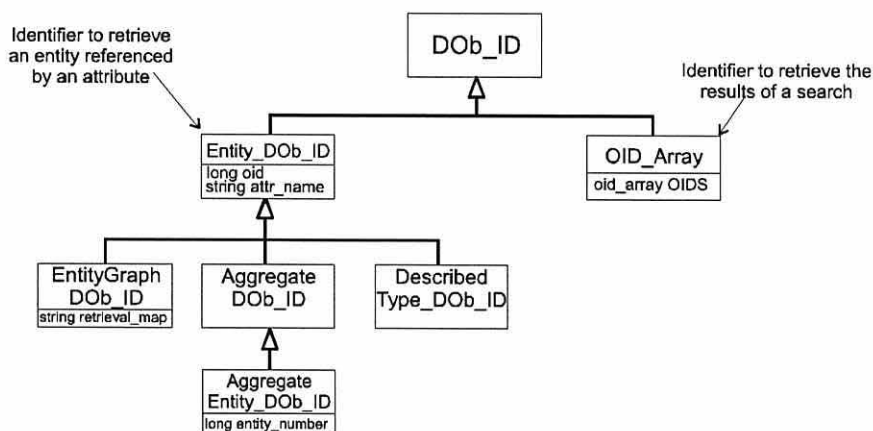 Identifier to retrieve
an entity referenced
by an attribute
DOb_ID
Identifier to retrieve the
results of a search
Entity_DOb_ID
long oid
string attr_name
OID_Array
oid_array OIDS
EntityGraph
DOb_ID
string retrieval_map
Aggregate
DOb_ID
Described
Type_DOb_ID
Aggregate
Entity_DOb_ID
long entity_number